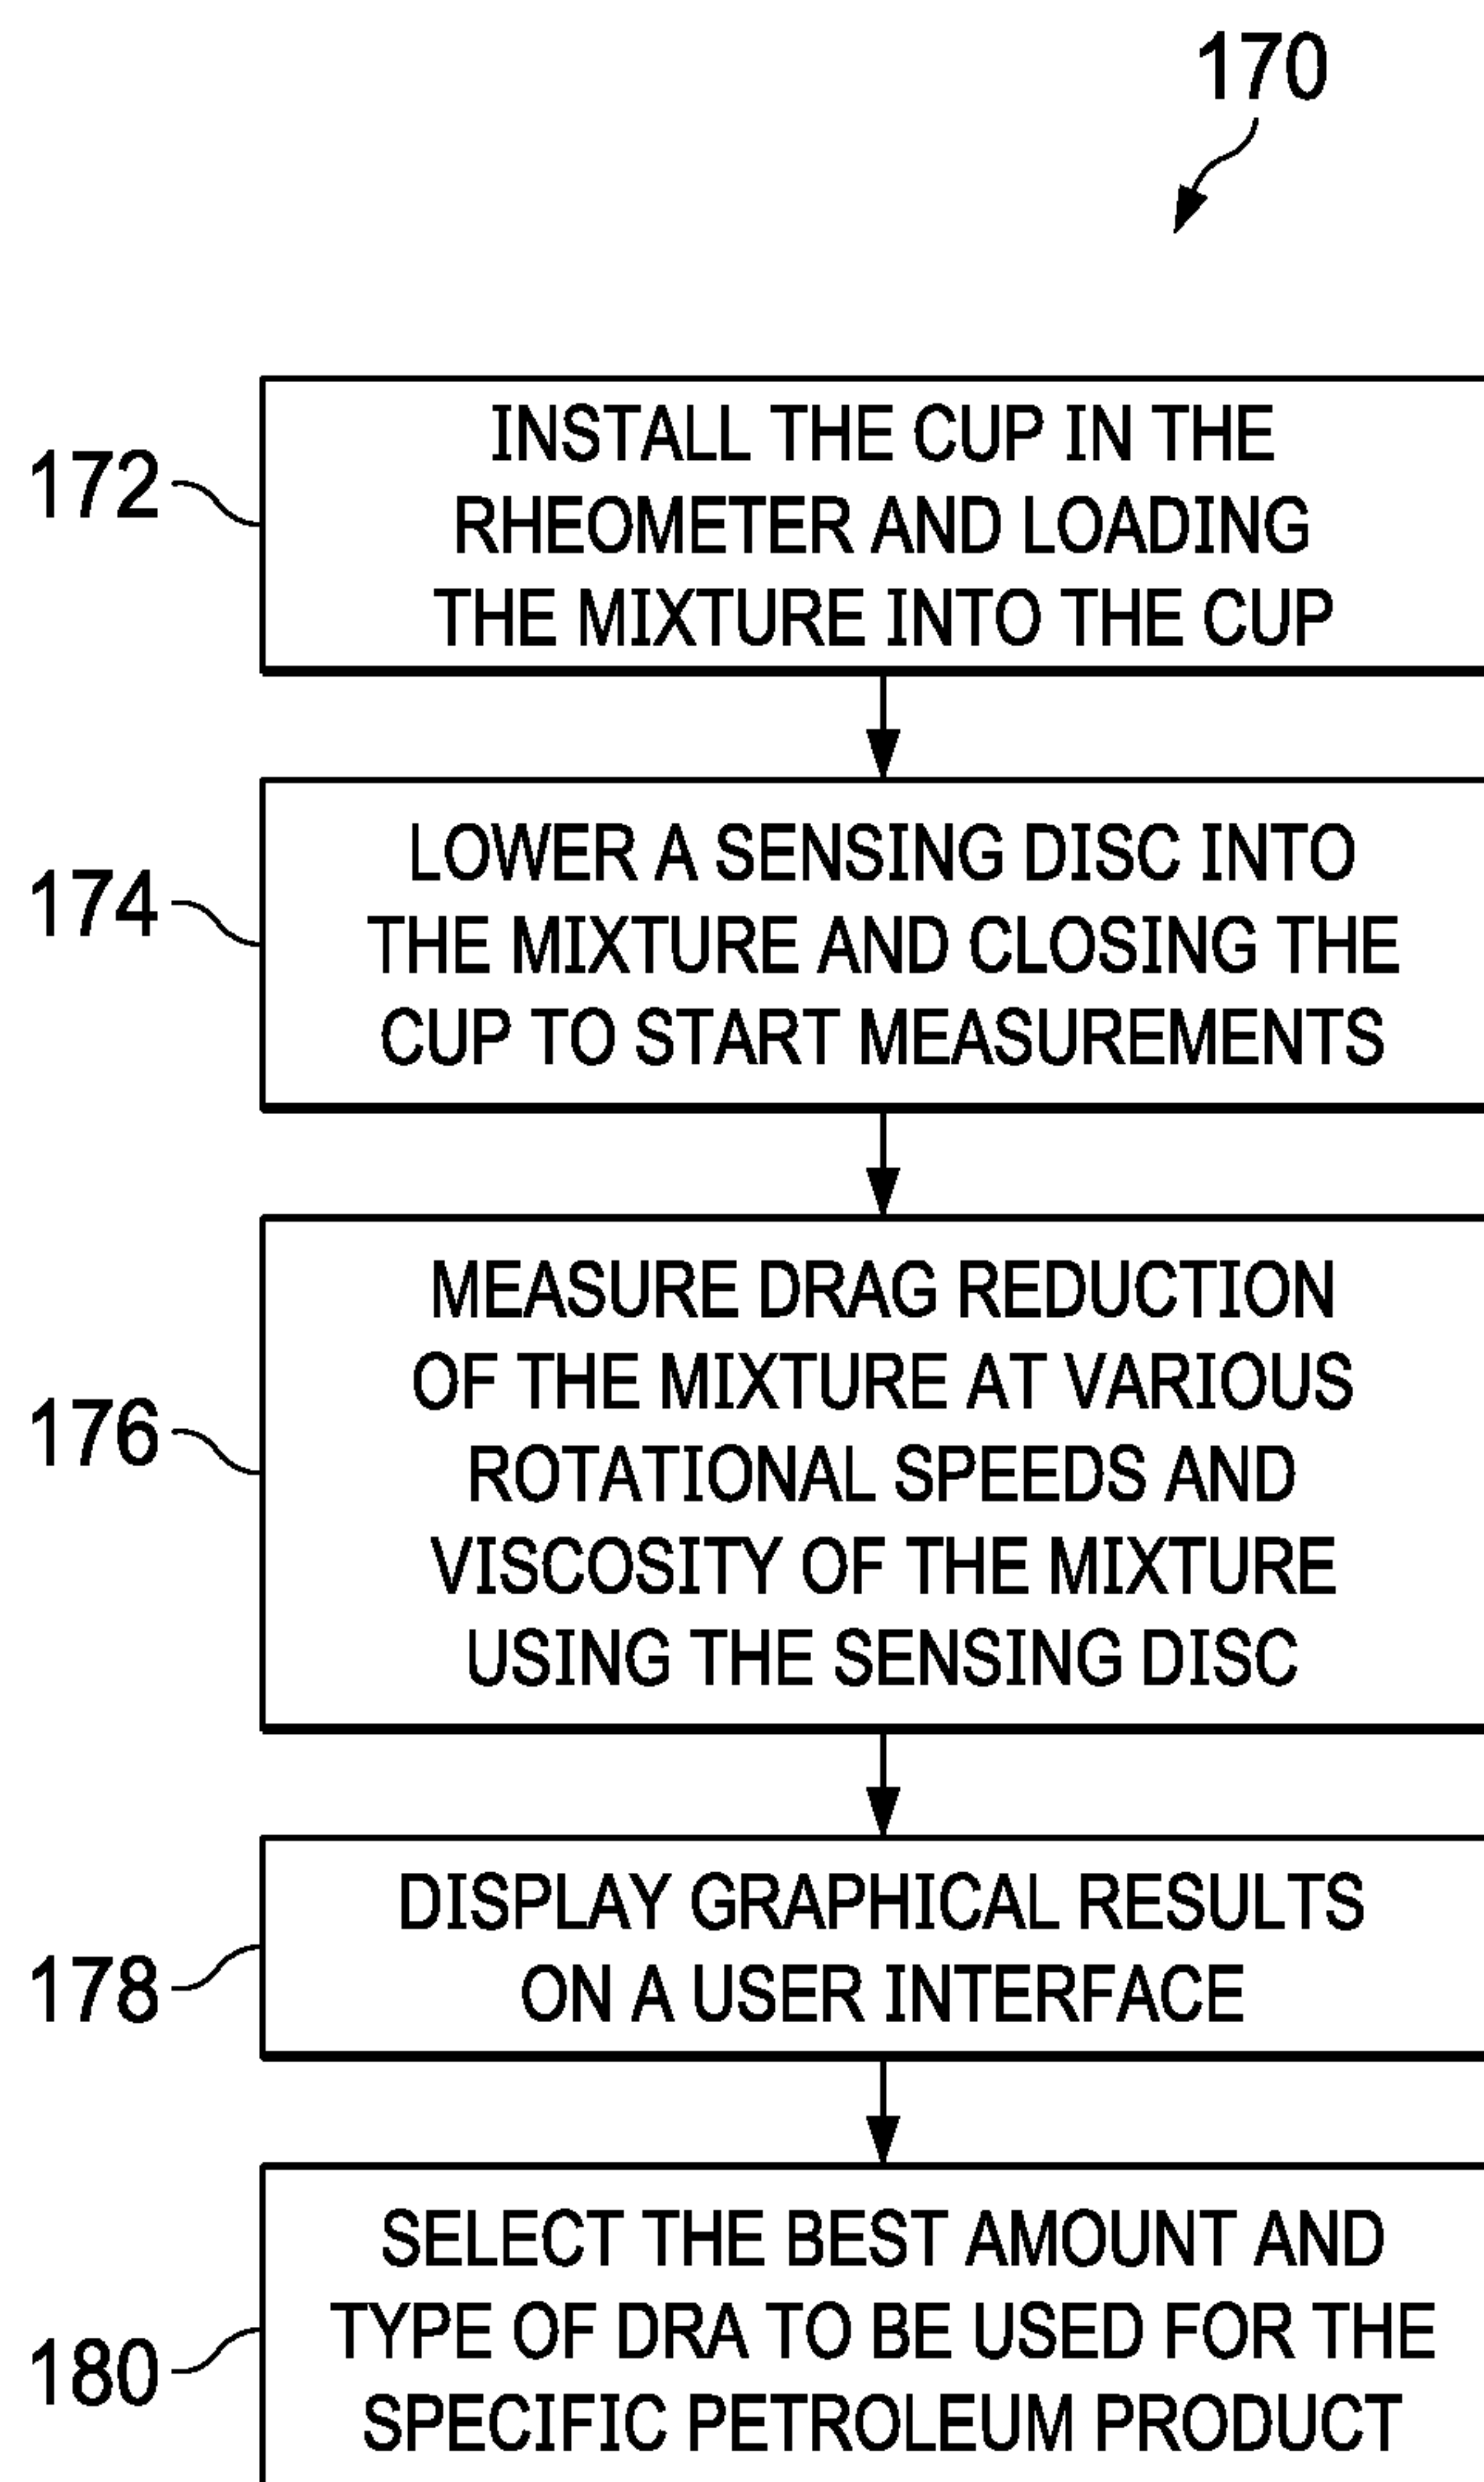 170
172
INSTALL THE CUP IN THE
RHEOMETER AND LOADING
THE MIXTURE INTO THE CUP
174
LOWER A SENSING DISC INTO
THE MIXTURE AND CLOSING THE
CUP TO START MEASUREMENTS
176
MEASURE DRAG REDUCTION
OF THE MIXTURE AT VARIOUS
ROTATIONAL SPEEDS AND
VISCOSITY OF THE MIXTURE
USING THE SENSING DISC
178
DISPLAY GRAPHICAL RESULTS
ON A USER INTERFACE
180
SELECT THE BEST AMOUNT AND
TYPE OF DRA TO BE USED FOR THE
SPECIFIC PETROLEUM PRODUCT